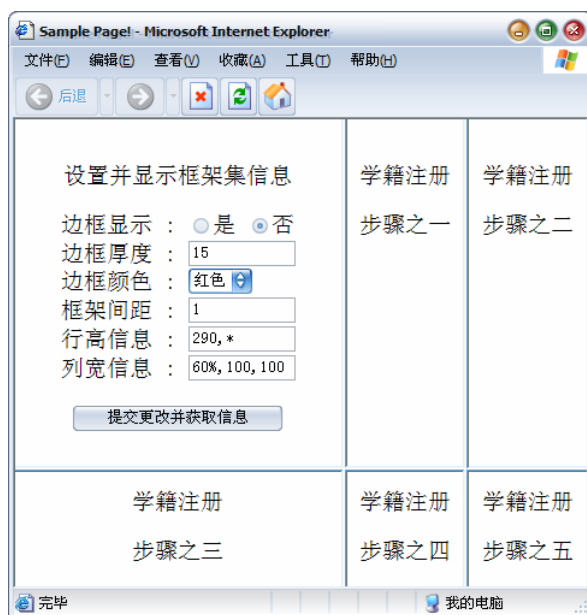 Sample Page! - Microsoft Internet Explorer
文件(F) 编辑(E) 查看(V) 收藏(A) 工具(T) 帮助(H)
后退
设置并显示框架集信息
边框显示 : 是 否
边框厚度 : 15
边框颜色 : 红色
框架间距 : 1
行高信息 : 290,*
列宽信息 : 60%,100,100
提交更改并获取信息
学籍注册
步骤之一
学籍注册
步骤之二
学籍注册
步骤之三
学籍注册
步骤之四
学籍注册
步骤之五
完毕
我的电脑